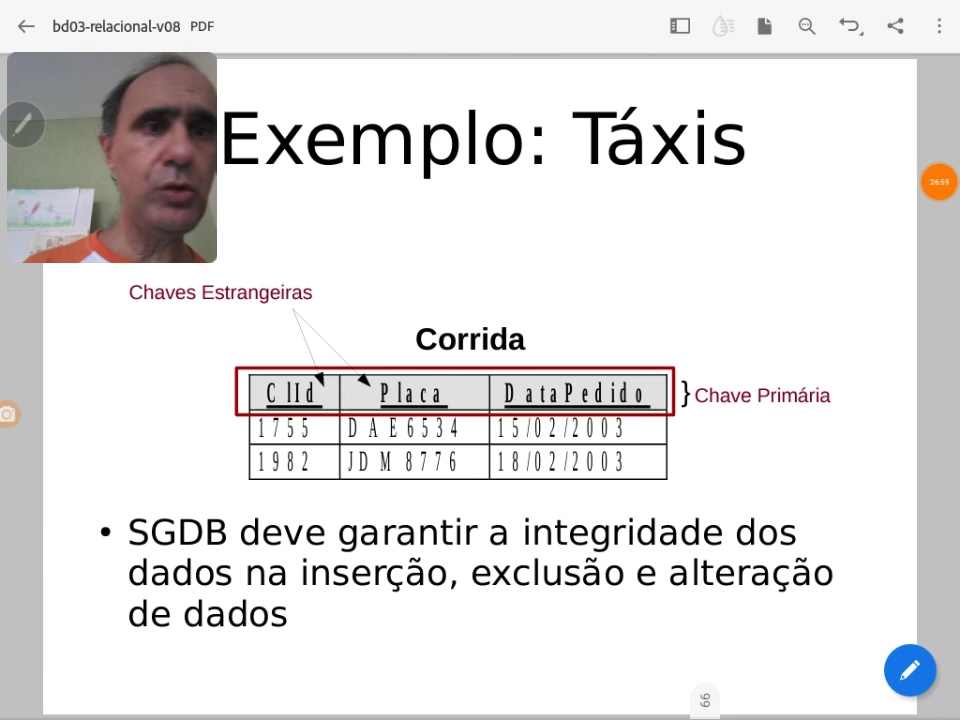 bd03-relacional-v08 PDF
Exemplo: Táxis
26:59
Chaves Estrangeiras
Corrida
ClId Placa DataPedido
} Chave Primária
1755 DAE6534 15/02/2003
1982 JDM8776 18/02/2003
• SGDB deve garantir a integridade dos
dados na inserção, exclusão e alteração
de dados
66